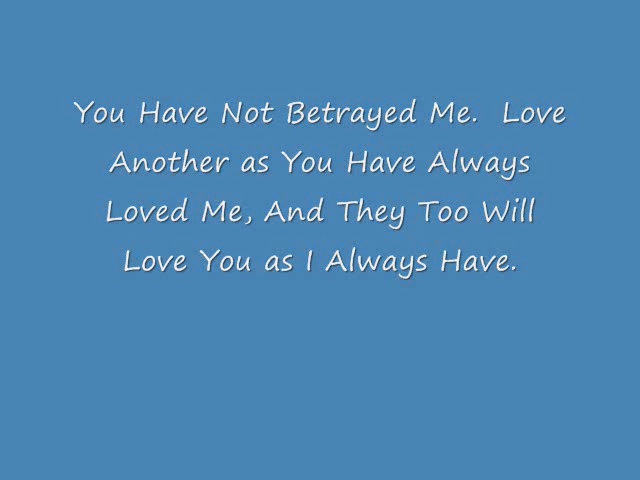 You Have Not Betrayed Me.  Love
Another as You Have Always
Loved Me, And They Too Will
Love You as I Always Have.